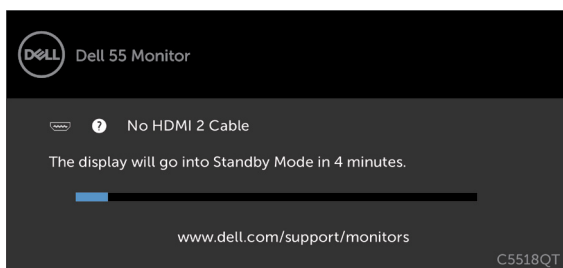 DELL
Dell 55 Monitor
? No HDMI 2 Cable
The display will go into Standby Mode in 4 minutes.
www.dell.com/support/monitors
C5518QT